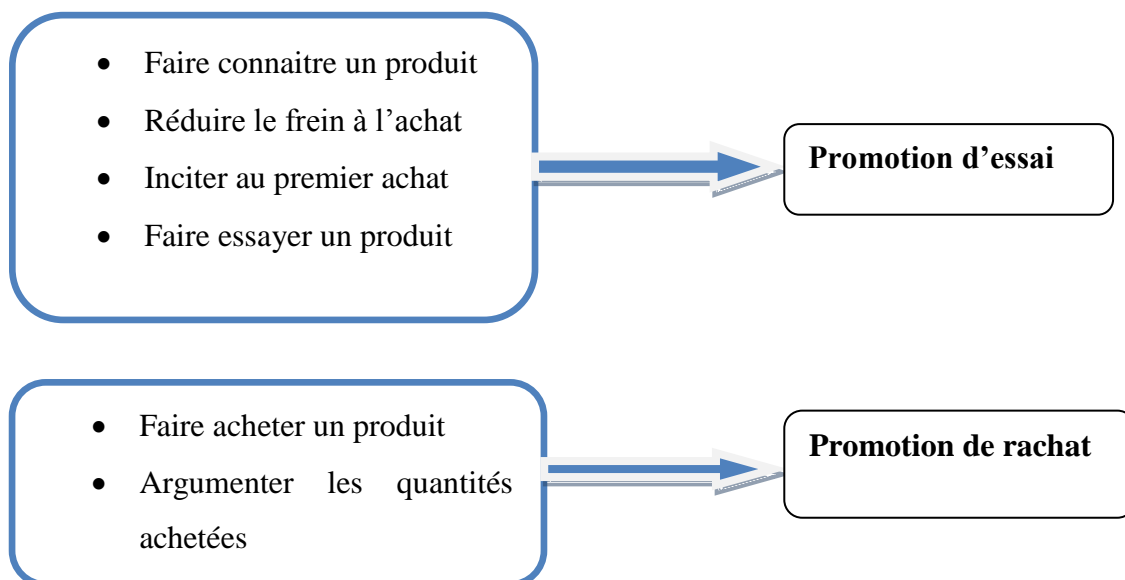 • Faire connaitre un produit
• Réduire le frein à l’achat
• Inciter au premier achat
• Faire essayer un produit
Promotion d’essai
• Faire acheter un produit
• Argumenter les quantités
achetées
Promotion de rachat